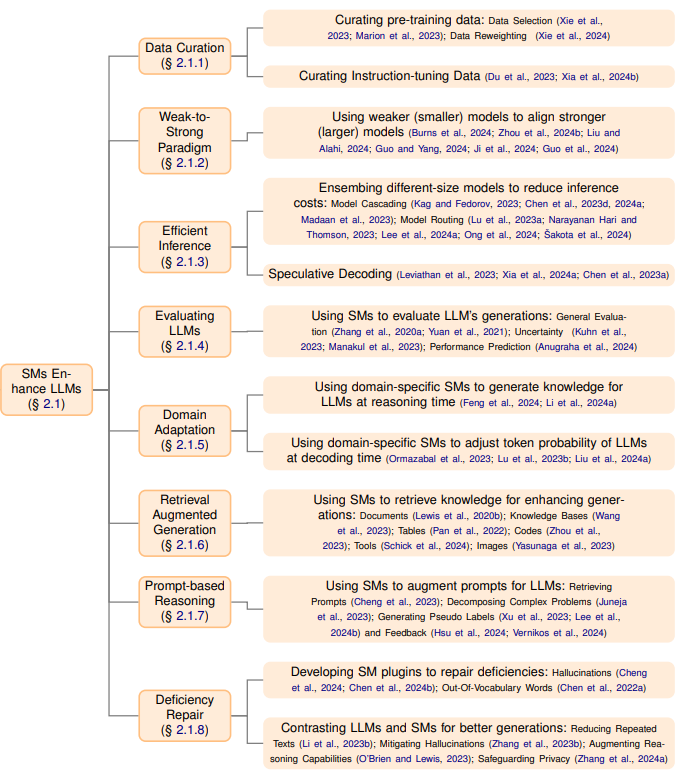 SMs En-
hance LLMs
(§ 2.1)
Data Curation
(§ 2.1.1)
Curating pre-training data: Data Selection (Xie et al.,
2023; Marion et al., 2023); Data Reweighting (Xie et al., 2024)
Curating Instruction-tuning Data (Du et al., 2023; Xia et al., 2024b)
Weak-to-
Strong
Paradigm
(§ 2.1.2)
Using weaker (smaller) models to align stronger
(larger) models (Burns et al., 2024; Zhou et al., 2024b; Liu and
Alahi, 2024; Guo and Yang, 2024; Ji et al., 2024; Guo et al., 2024)
Efficient
Inference
(§ 2.1.3)
Ensembing different-size models to reduce inference
costs: Model Cascading (Kag and Fedorov, 2023; Chen et al., 2023d, 2024a;
Madaan et al., 2023); Model Routing (Lu et al., 2023a; Narayanan Hari and
Thomson, 2023; Lee et al., 2024a; Ong et al., 2024; Šakota et al., 2024)
Speculative Decoding (Leviathan et al., 2023; Xia et al., 2024a; Chen et al., 2023a)
Evaluating
LLMs
(§ 2.1.4)
Using SMs to evaluate LLM's generations: General Evalua-
tion (Zhang et al., 2020a; Yuan et al., 2021); Uncertainty (Kuhn et al.,
2023; Manakul et al., 2023); Performance Prediction (Anugraha et al., 2024)
Domain
Adaptation
(§ 2.1.5)
Using domain-specific SMs to generate knowledge for
LLMs at reasoning time (Feng et al., 2024; Li et al., 2024a)
Using domain-specific SMs to adjust token probability of LLMs
at decoding time (Ormazabal et al., 2023; Lu et al., 2023b; Liu et al., 2024a)
Retrieval
Augmented
Generation
(§ 2.1.6)
Using SMs to retrieve knowledge for enhancing gener-
ations: Documents (Lewis et al., 2020b); Knowledge Bases (Wang
et al., 2023); Tables (Pan et al., 2022); Codes (Zhou et al.,
2023); Tools (Schick et al., 2024); Images (Yasunaga et al., 2023)
Prompt-based
Reasoning
(§ 2.1.7)
Using SMs to augment prompts for LLMs: Retrieving
Prompts (Cheng et al., 2023); Decomposing Complex Problems (Juneja
et al., 2023); Generating Pseudo Labels (Xu et al., 2023; Lee et al.,
2024b) and Feedback (Hsu et al., 2024; Vernikos et al., 2024)
Deficiency
Repair
(§ 2.1.8)
Developing SM plugins to repair deficiencies: Hallucinations (Cheng
et al., 2024; Chen et al., 2024b); Out-Of-Vocabulary Words (Chen et al., 2022a)
Contrasting LLMs and SMs for better generations: Reducing Repeated
Texts (Li et al., 2023b); Mitigating Hallucinations (Zhang et al., 2023b); Augmenting Rea-
soning Capabilities (O'Brien and Lewis, 2023); Safeguarding Privacy (Zhang et al., 2024a)